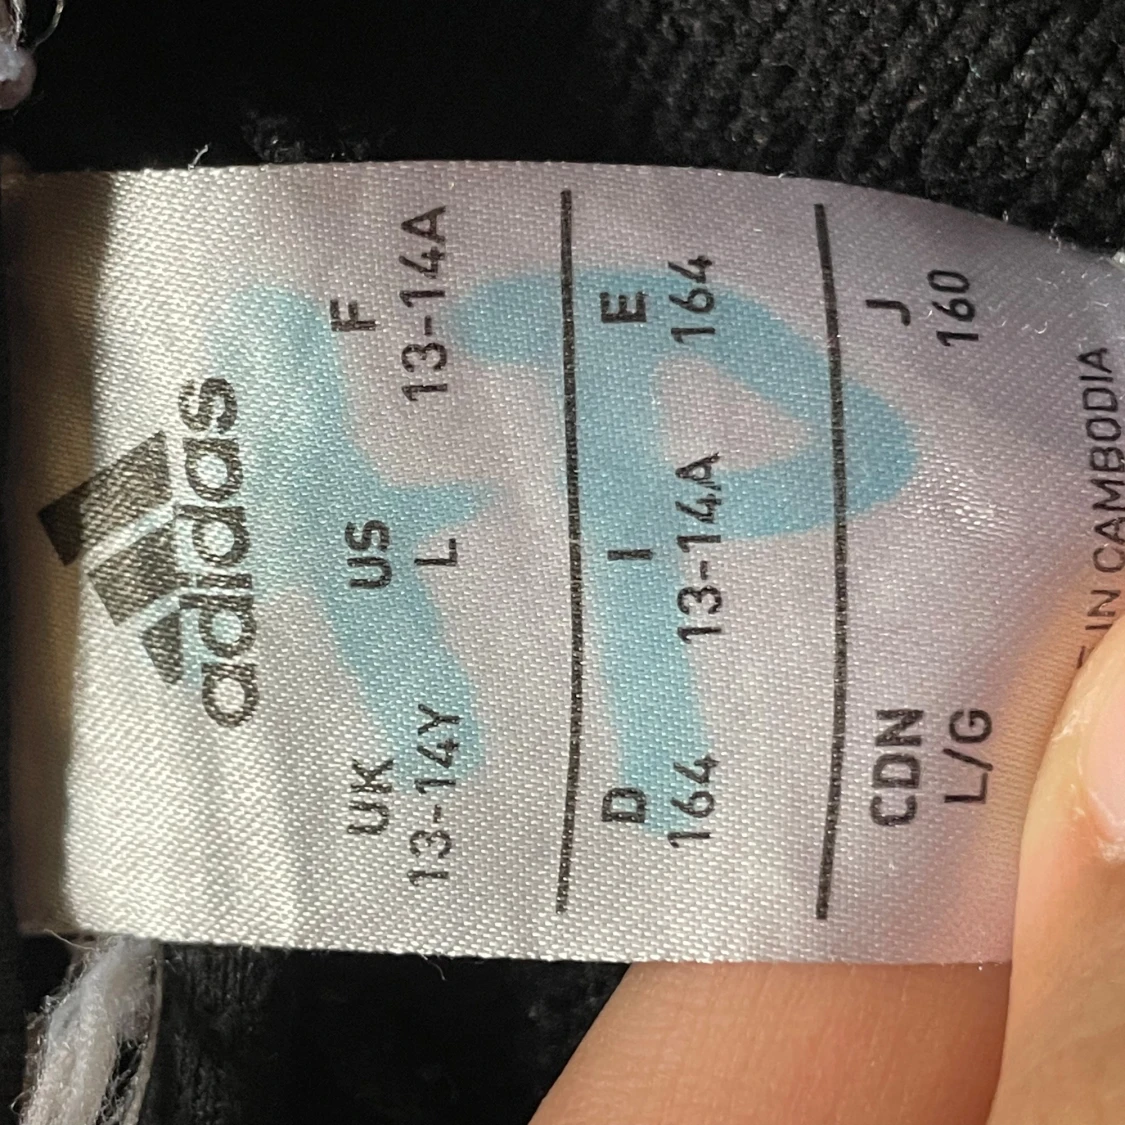 adidas
UK US F
13-14Y L 13-14A
D I E
164 13-14A 164
CDN J
L/G 160
IN CAMBODIA